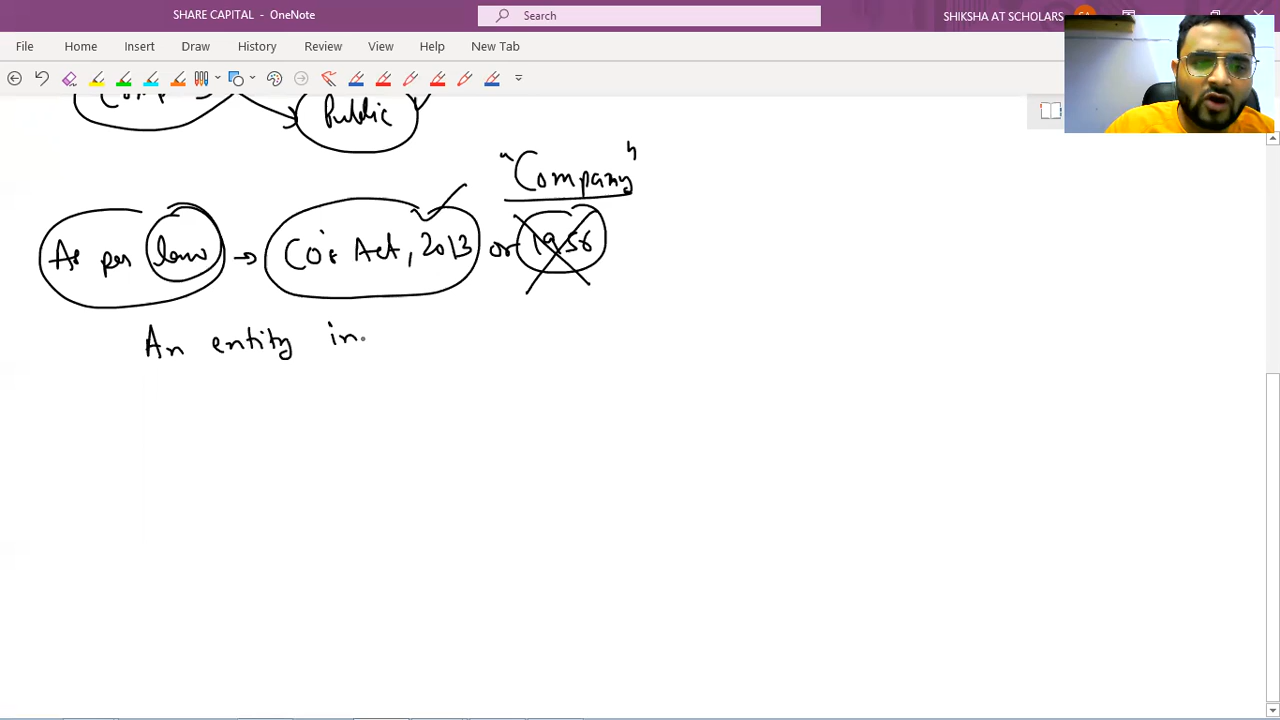 SHARE CAPITAL - OneNote
Search
SHIKSHA AT SCHOLARS
File Home Insert Draw History Review View Help New Tab
Public
"Company"
As per law → Co's Act, 2013 or 1956
An entity in